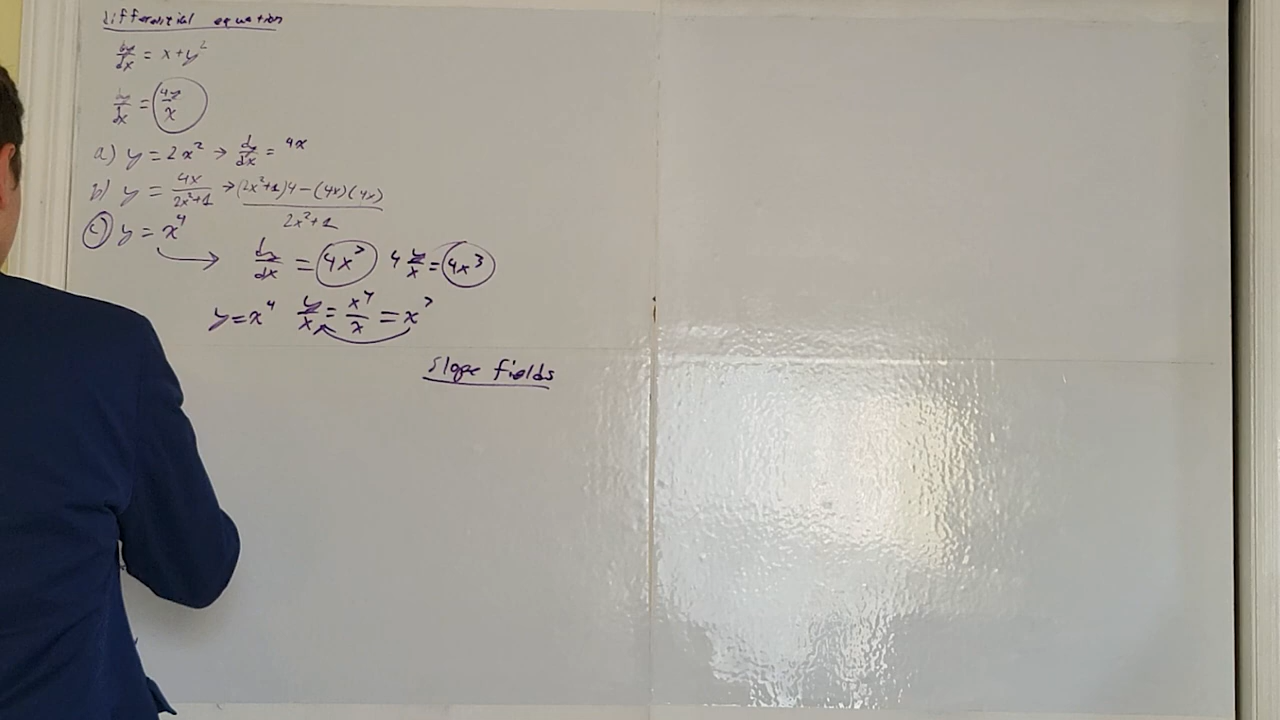 differential equation
dy/dx = x+y²
dy/dx = 4y/x
a) y = 2x² → dy/dx = 4x
b) y = 4x/2x²+1 → (2x²+1)4-(4x)(4x)/2x²+1
c) y = x⁴
dy/dx = 4x³ 4 y/x = 4x³
y=x⁴ y/x = x⁴/x = x³
slope fields